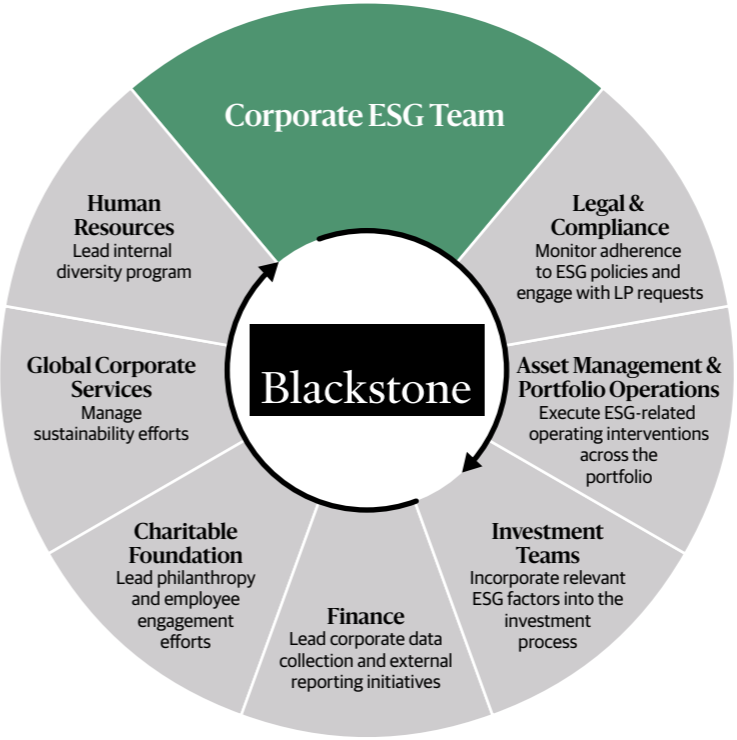 Corporate ESG Team
Legal &
Compliance
Monitor adherence
to ESG policies and
engage with LP requests
Asset Management &
Portfolio Operations
Execute ESG-related
operating interventions
across the
portfolio
Investment
Teams
Incorporate relevant
ESG factors into the
investment
process
Finance
Lead corporate data
collection and external
reporting initiatives
Charitable
Foundation
Lead philanthropy
and employee
engagement
efforts
Global Corporate
Services
Manage
sustainability efforts
Human
Resources
Lead internal
diversity program
Blackstone